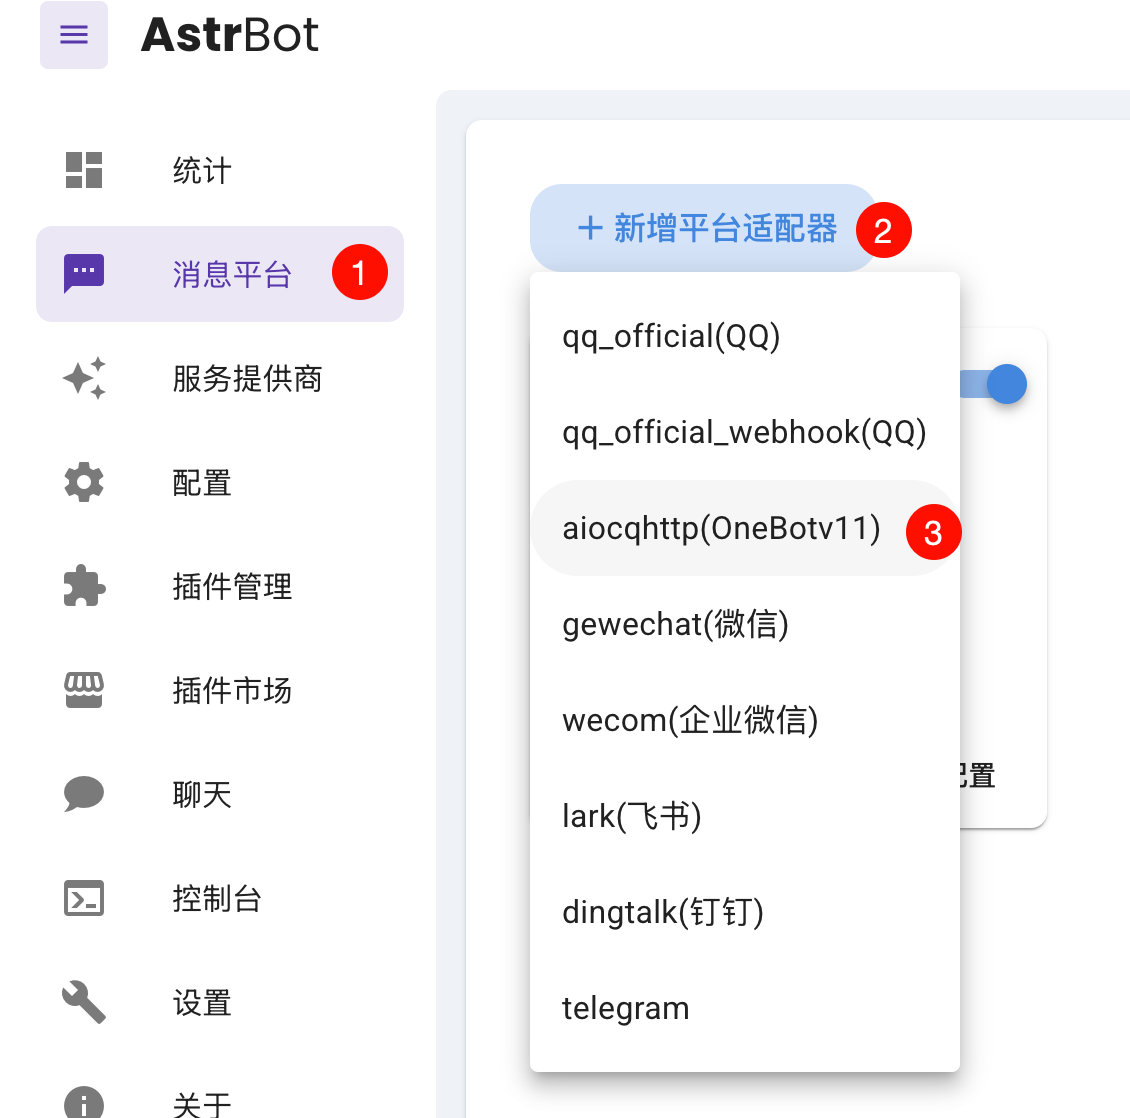 AstrBot
统计
消息平台 1
服务提供商
配置
插件管理
插件市场
聊天
控制台
设置
关于
+ 新增平台适配器 2
qq_official(QQ)
qq_official_webhook(QQ)
aiocqhttp(OneBotv11) 3
gewechat(微信)
wecom(企业微信)
lark(飞书)
dingtalk(钉钉)
telegram
配置